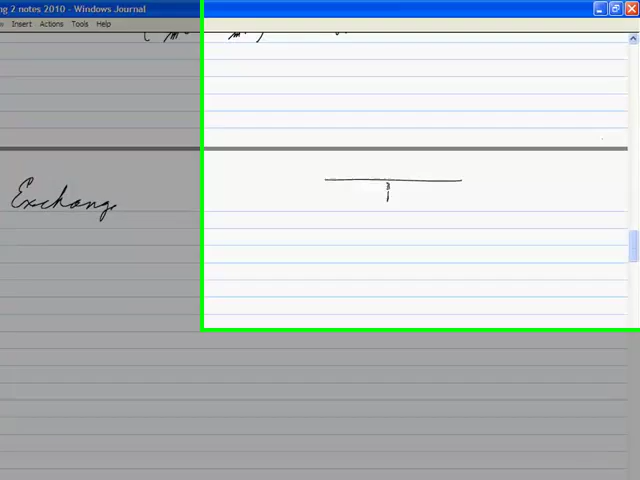 ng 2 notes 2010 - Windows Journal
Insert Actions Tools Help
Exchang